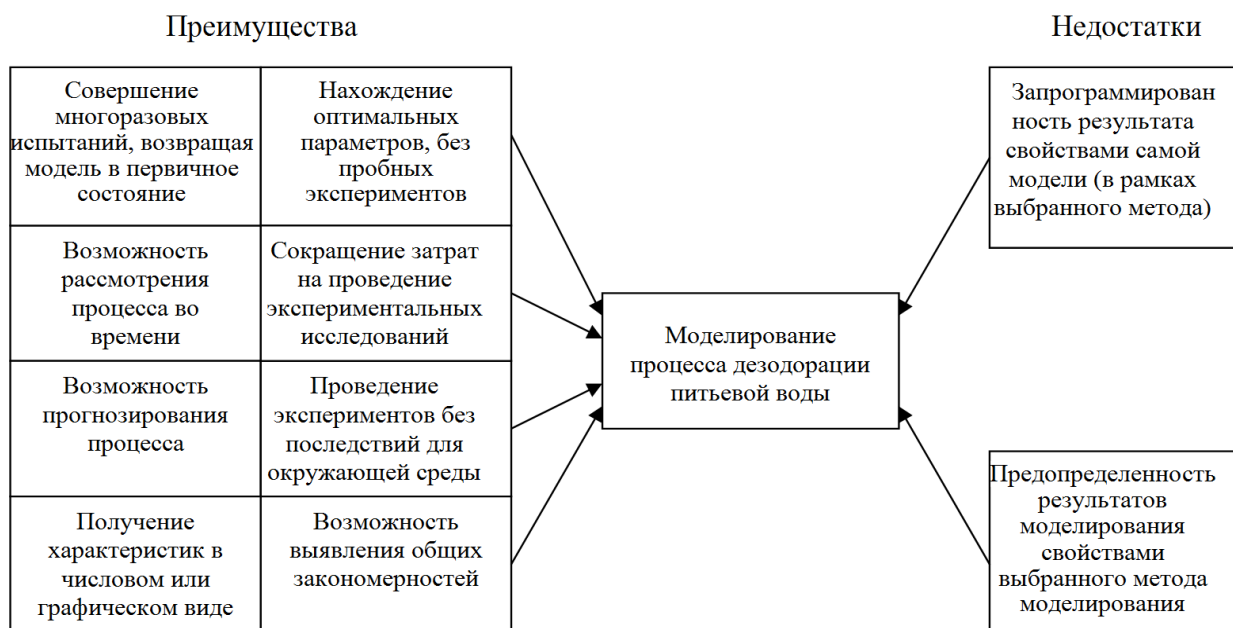 Преимущества
Недостатки
Совершение
многоразовых
испытаний, возвращая
модель в первичное
состояние
Нахождение
оптимальных
параметров, без
пробных
экспериментов
Возможность
рассмотрения
процесса во
времени
Сокращение затрат
на проведение
экспериментальных
исследований
Возможность
прогнозирования
процесса
Проведение
экспериментов без
последствий для
окружающей среды
Получение
характеристик в
числовом или
графическом виде
Возможность
выявления общих
закономерностей
Моделирование
процесса дезодорации
питьевой воды
Запрограммирован
ность результата
свойствами самой
модели (в рамках
выбранного метода)
Предопределенность
результатов
моделирования
свойствами
выбранного метода
моделирования